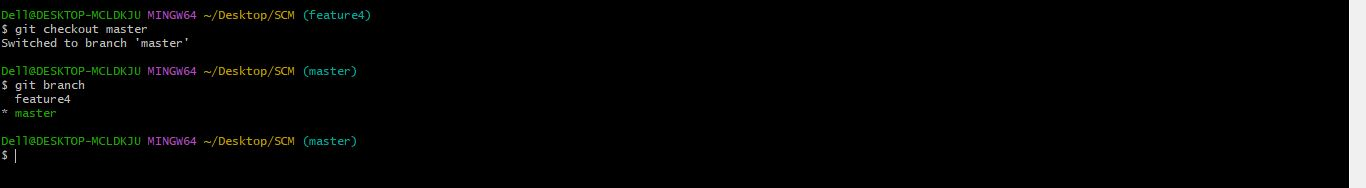 Dell@DESKTOP-MCLDKJU MINGW64 ~/Desktop/SCM (feature4)
$ git checkout master
Switched to branch 'master'
Dell@DESKTOP-MCLDKJU MINGW64 ~/Desktop/SCM (master)
$ git branch
  feature4
* master
Dell@DESKTOP-MCLDKJU MINGW64 ~/Desktop/SCM (master)
$